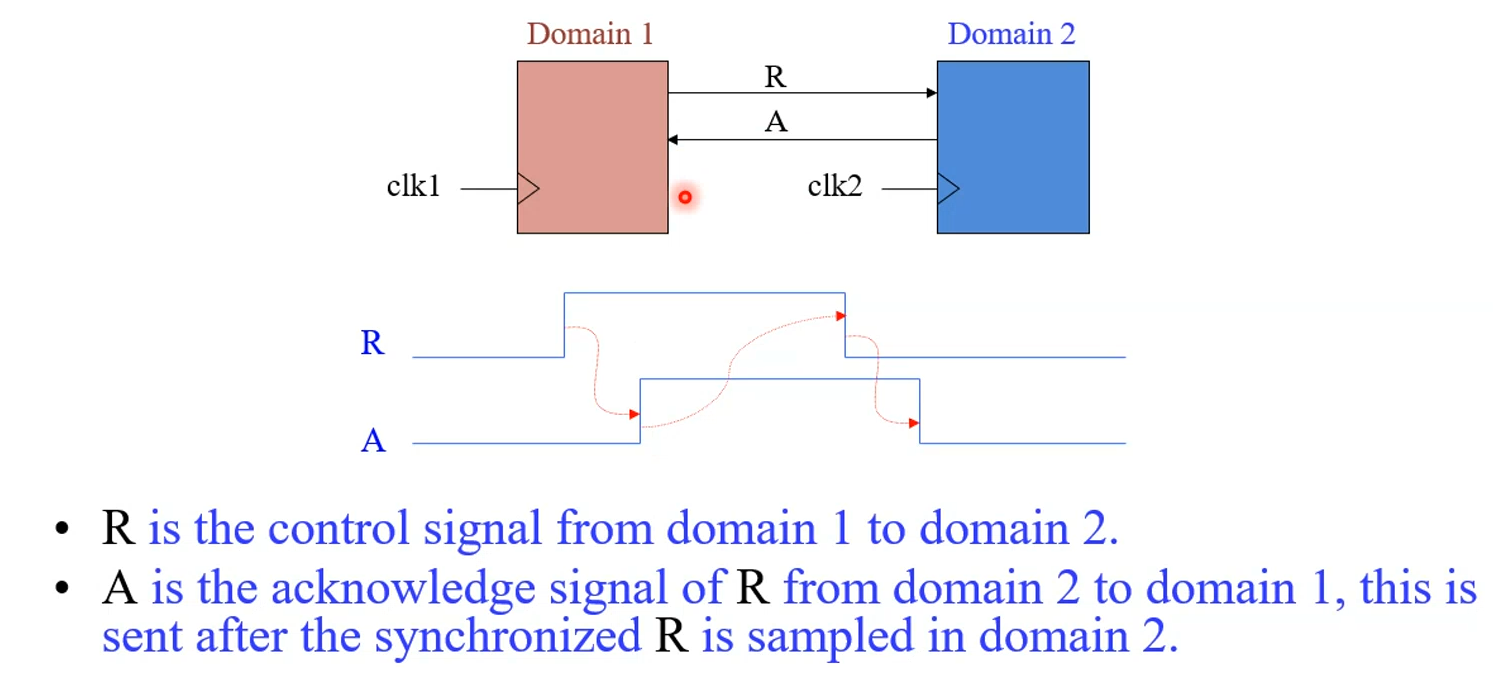 Domain 1
Domain 2
R
A
clk1
clk2
R
A
• R is the control signal from domain 1 to domain 2.
• A is the acknowledge signal of R from domain 2 to domain 1, this is
sent after the synchronized R is sampled in domain 2.